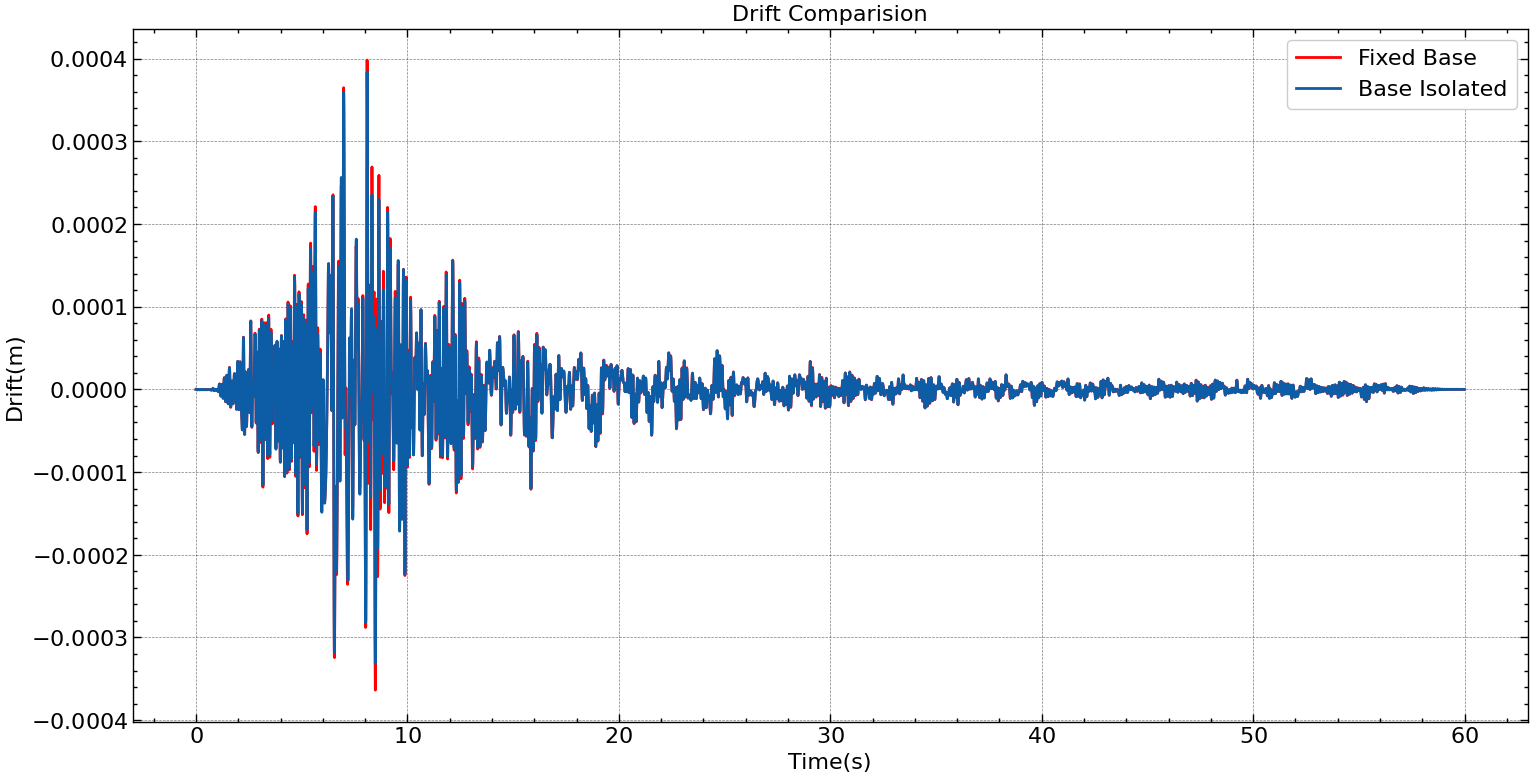 Drift Comparision
Fixed Base
Base Isolated
0.0004
0.0003
0.0002
0.0001
0.0000
−0.0001
−0.0002
−0.0003
−0.0004
Drift(m)
0 10 20 30 40 50 60
Time(s)